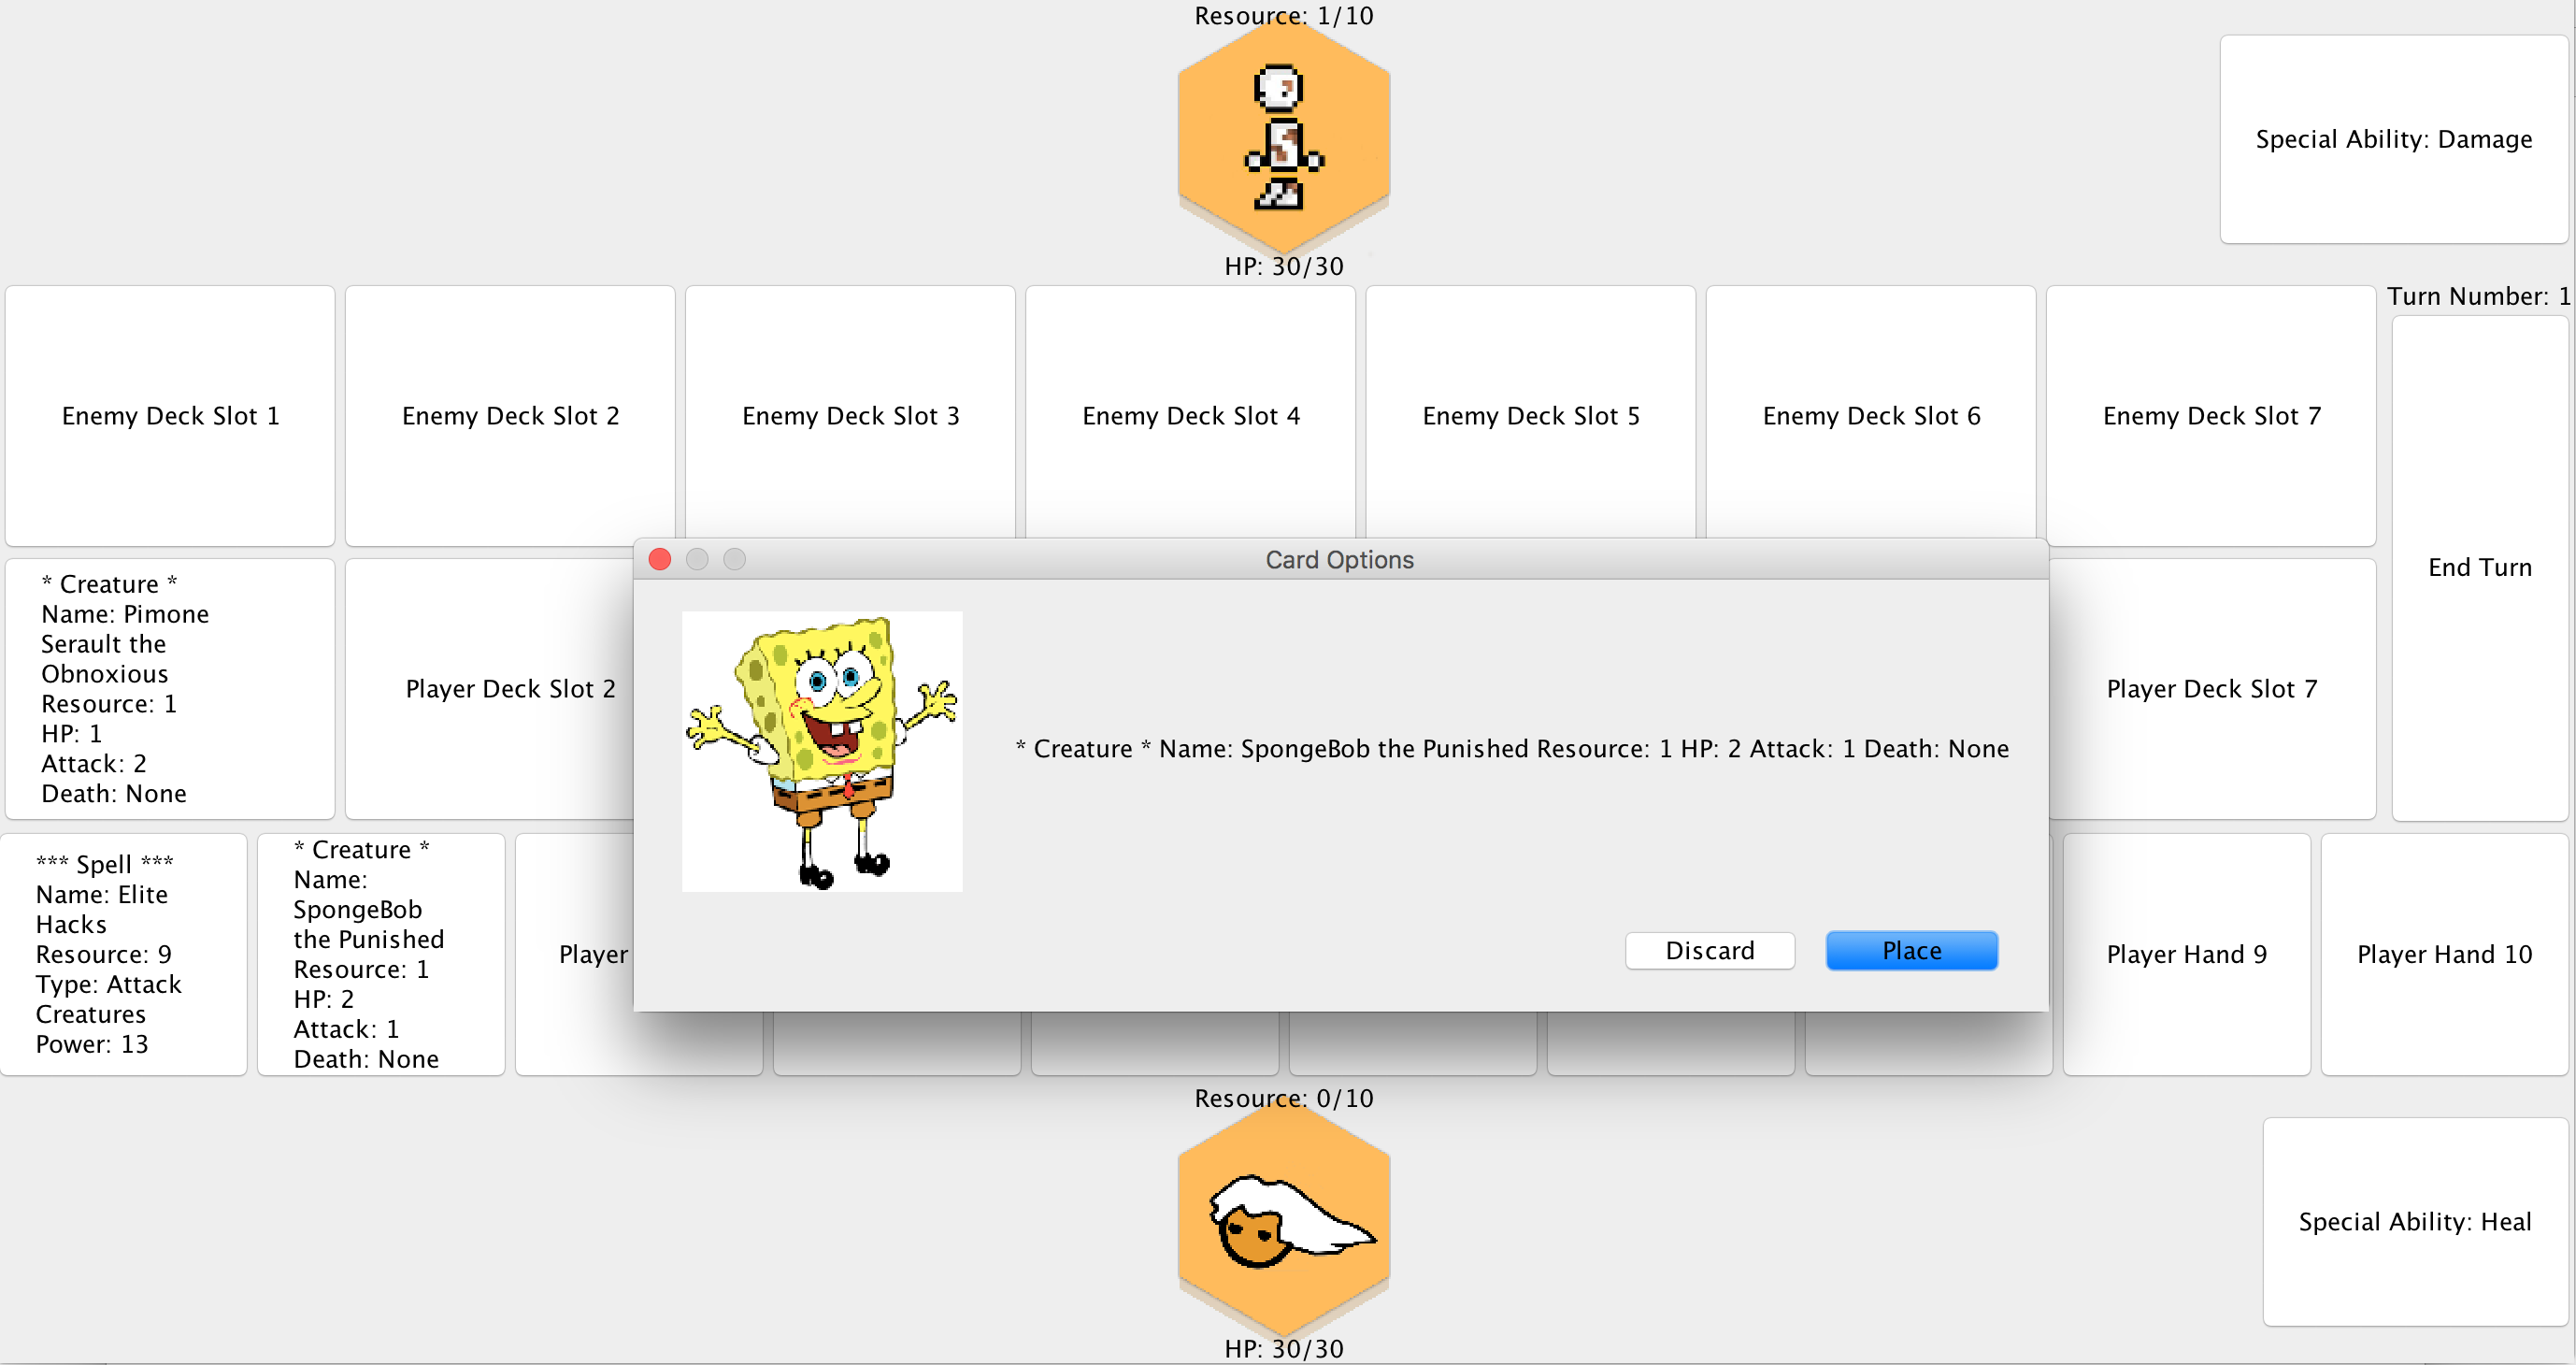 Resource: 1/10
Special Ability: Damage
HP: 30/30
Turn Number: 1
Enemy Deck Slot 1
Enemy Deck Slot 2
Enemy Deck Slot 3
Enemy Deck Slot 4
Enemy Deck Slot 5
Enemy Deck Slot 6
Enemy Deck Slot 7
End Turn
* Creature *
Name: Pimone
Serault the
Obnoxious
Resource: 1
HP: 1
Attack: 2
Death: None
Player Deck Slot 2
Card Options
* Creature * Name: SpongeBob the Punished Resource: 1 HP: 2 Attack: 1 Death: None
Discard
Place
Player Deck Slot 7
*** Spell ***
Name: Elite
Hacks
Resource: 9
Type: Attack
Creatures
Power: 13
* Creature *
Name:
SpongeBob
the Punished
Resource: 1
HP: 2
Attack: 1
Death: None
Player
Player Hand 9
Player Hand 10
Resource: 0/10
Special Ability: Heal
HP: 30/30